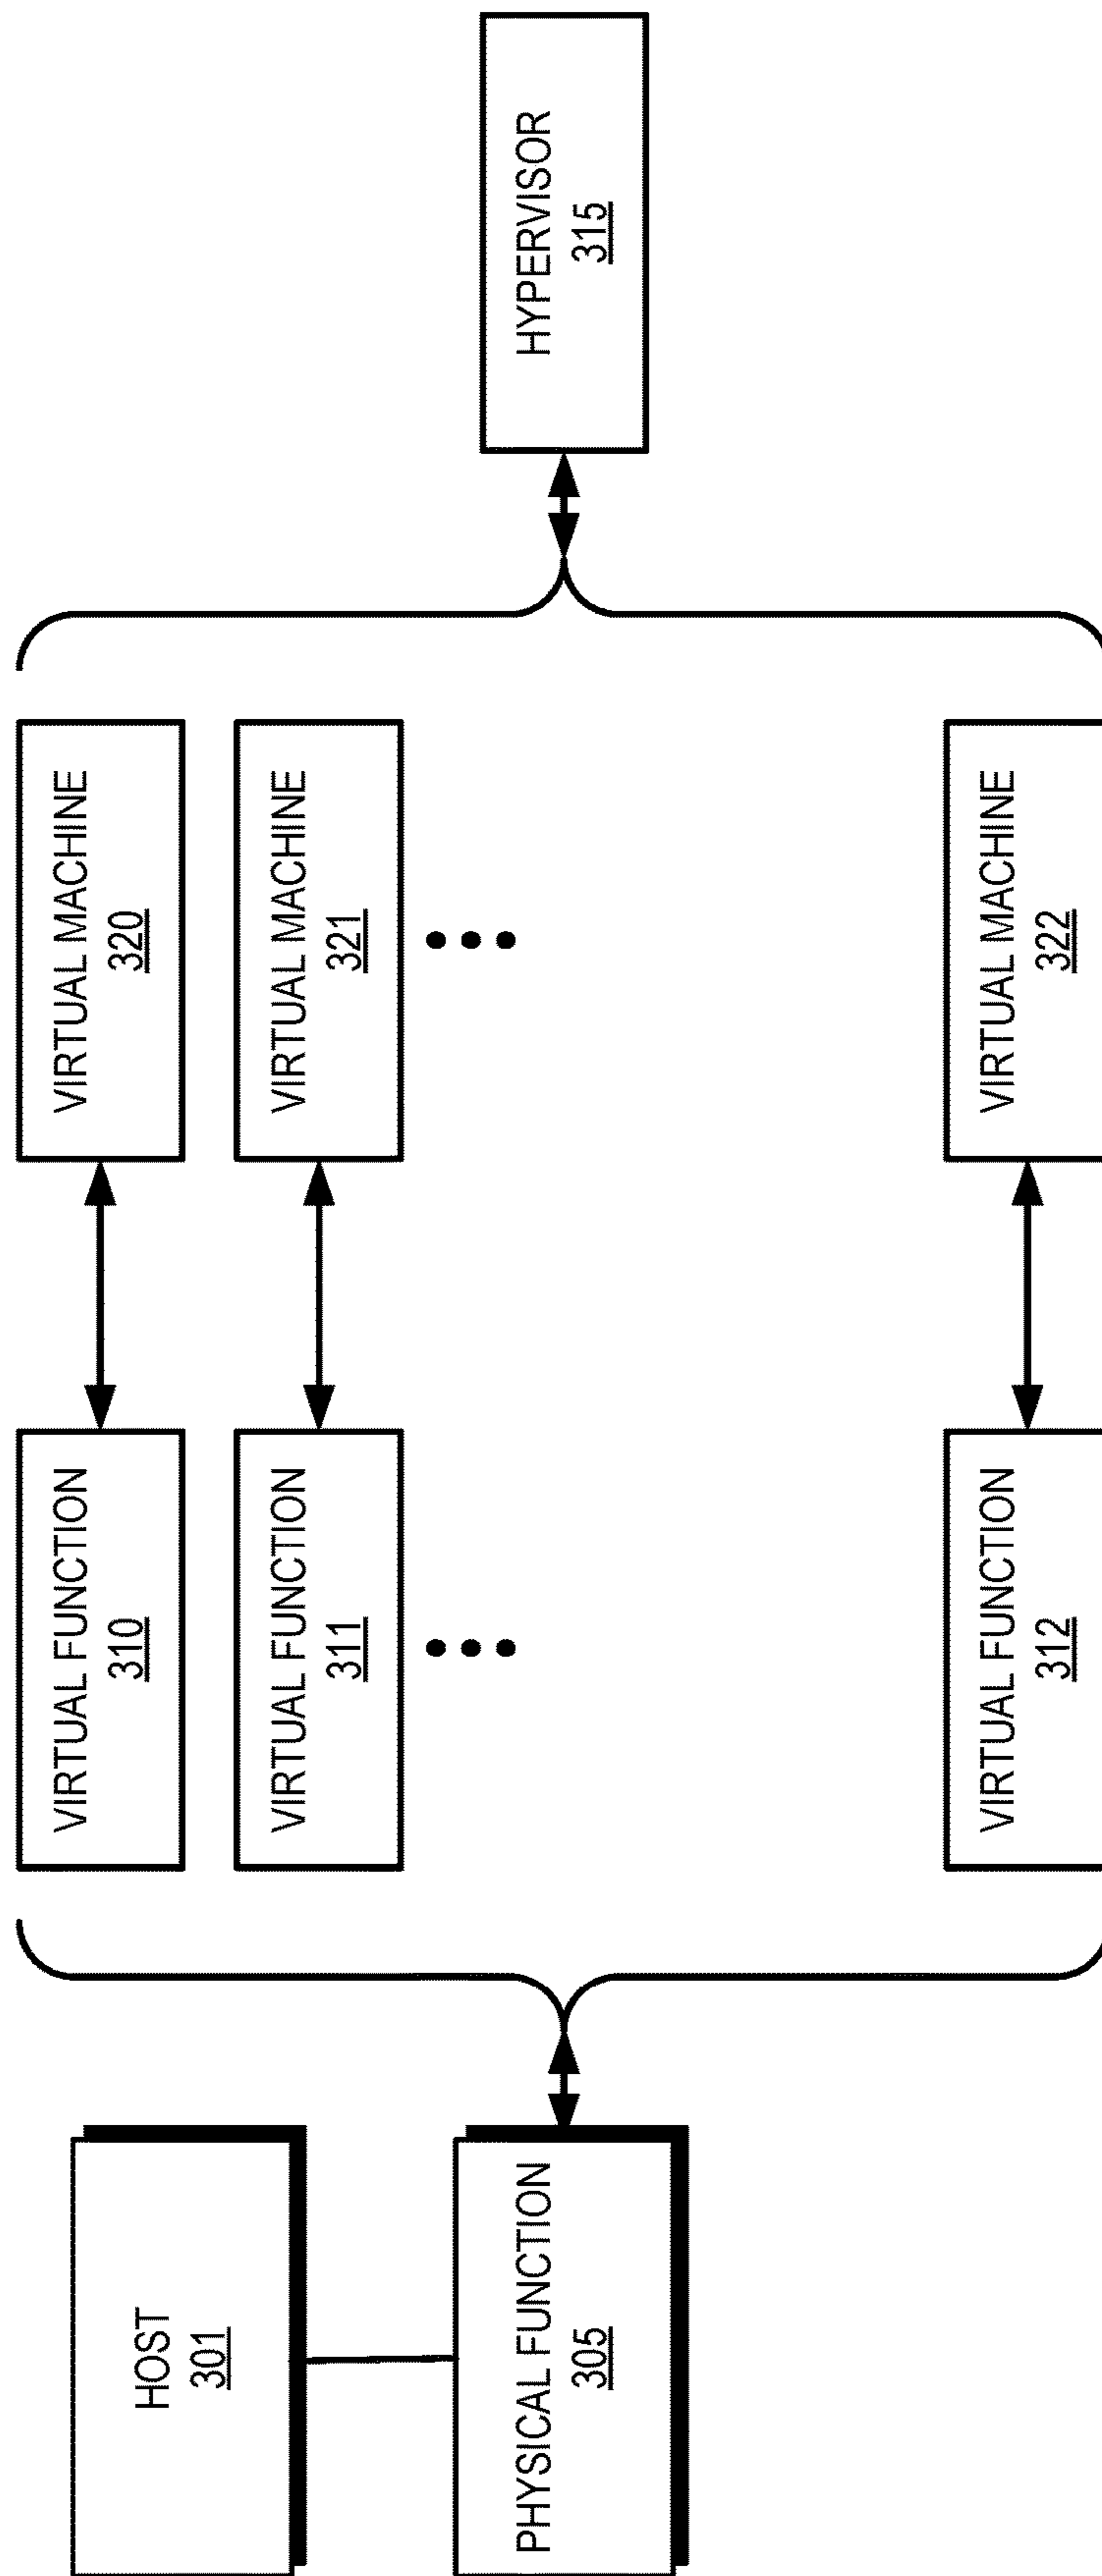 HOST
301
PHYSICAL FUNCTION
305
VIRTUAL FUNCTION
310
VIRTUAL FUNCTION
311
VIRTUAL FUNCTION
312
VIRTUAL MACHINE
320
VIRTUAL MACHINE
321
VIRTUAL MACHINE
322
HYPERVISOR
315